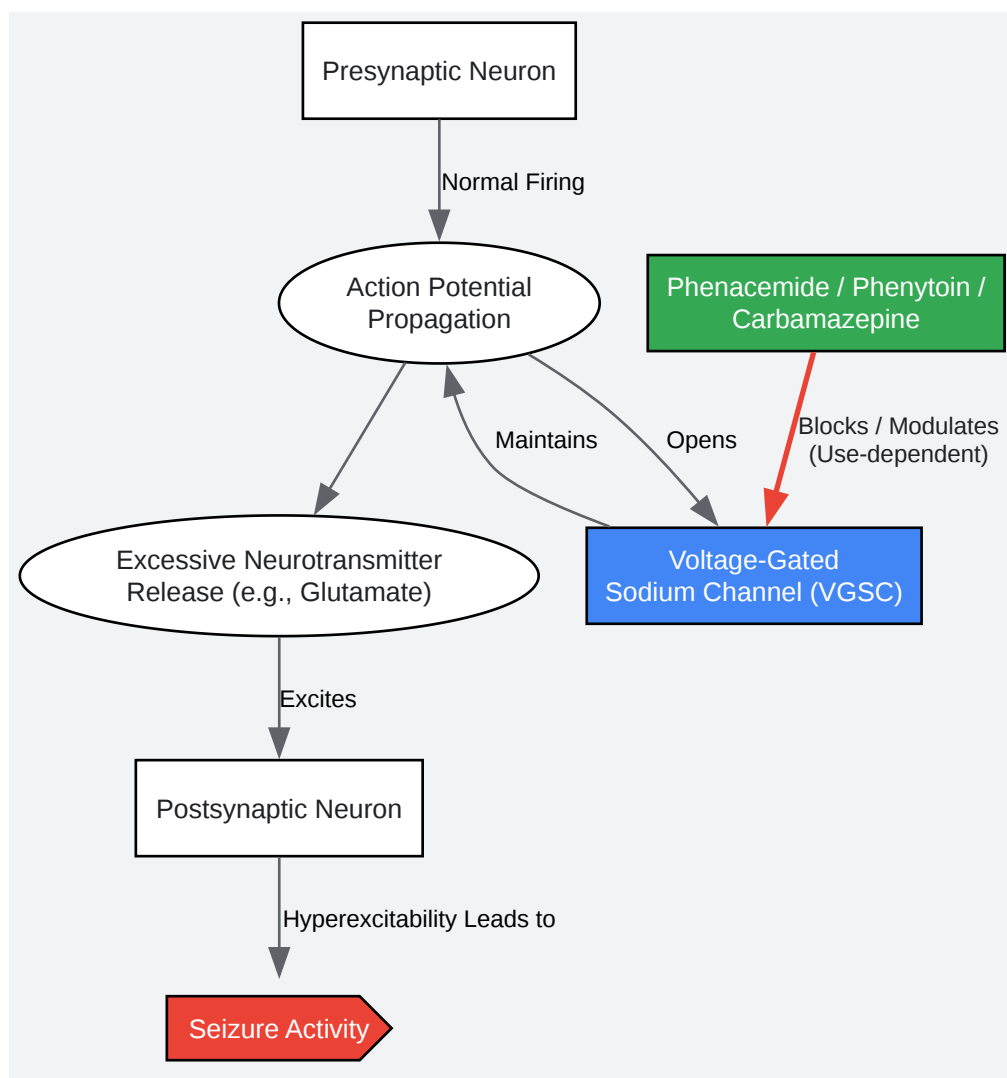 Presynaptic Neuron
Normal Firing
Action Potential
Propagation
Phenacemide / Phenytoin /
Carbamazepine
Maintains
Opens
Blocks / Modulates
(Use-dependent)
Excessive Neurotransmitter
Release (e.g., Glutamate)
Voltage-Gated
Sodium Channel (VGSC)
Excites
Postsynaptic Neuron
Hyperexcitability Leads to
Seizure Activity